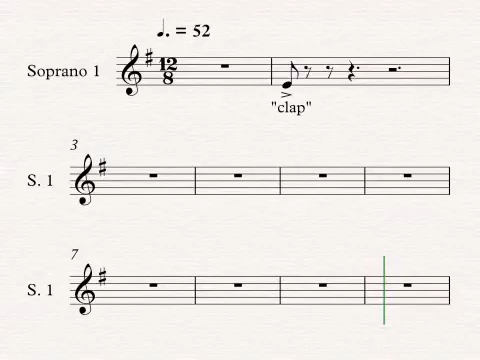 ♩. = 52
Soprano 1
12
8
"clap"
3
S. 1
7
S. 1